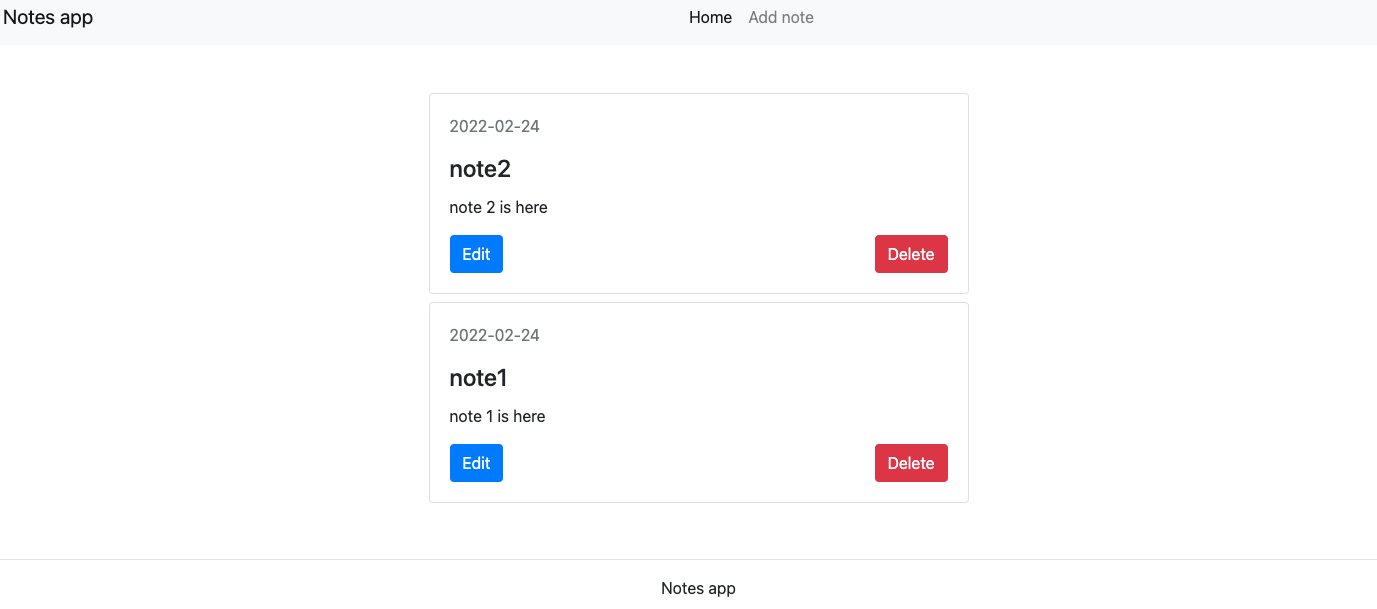 Notes app Home Add note
2022-02-24
note2
note 2 is here
Edit Delete
2022-02-24
note1
note 1 is here
Edit Delete
Notes app